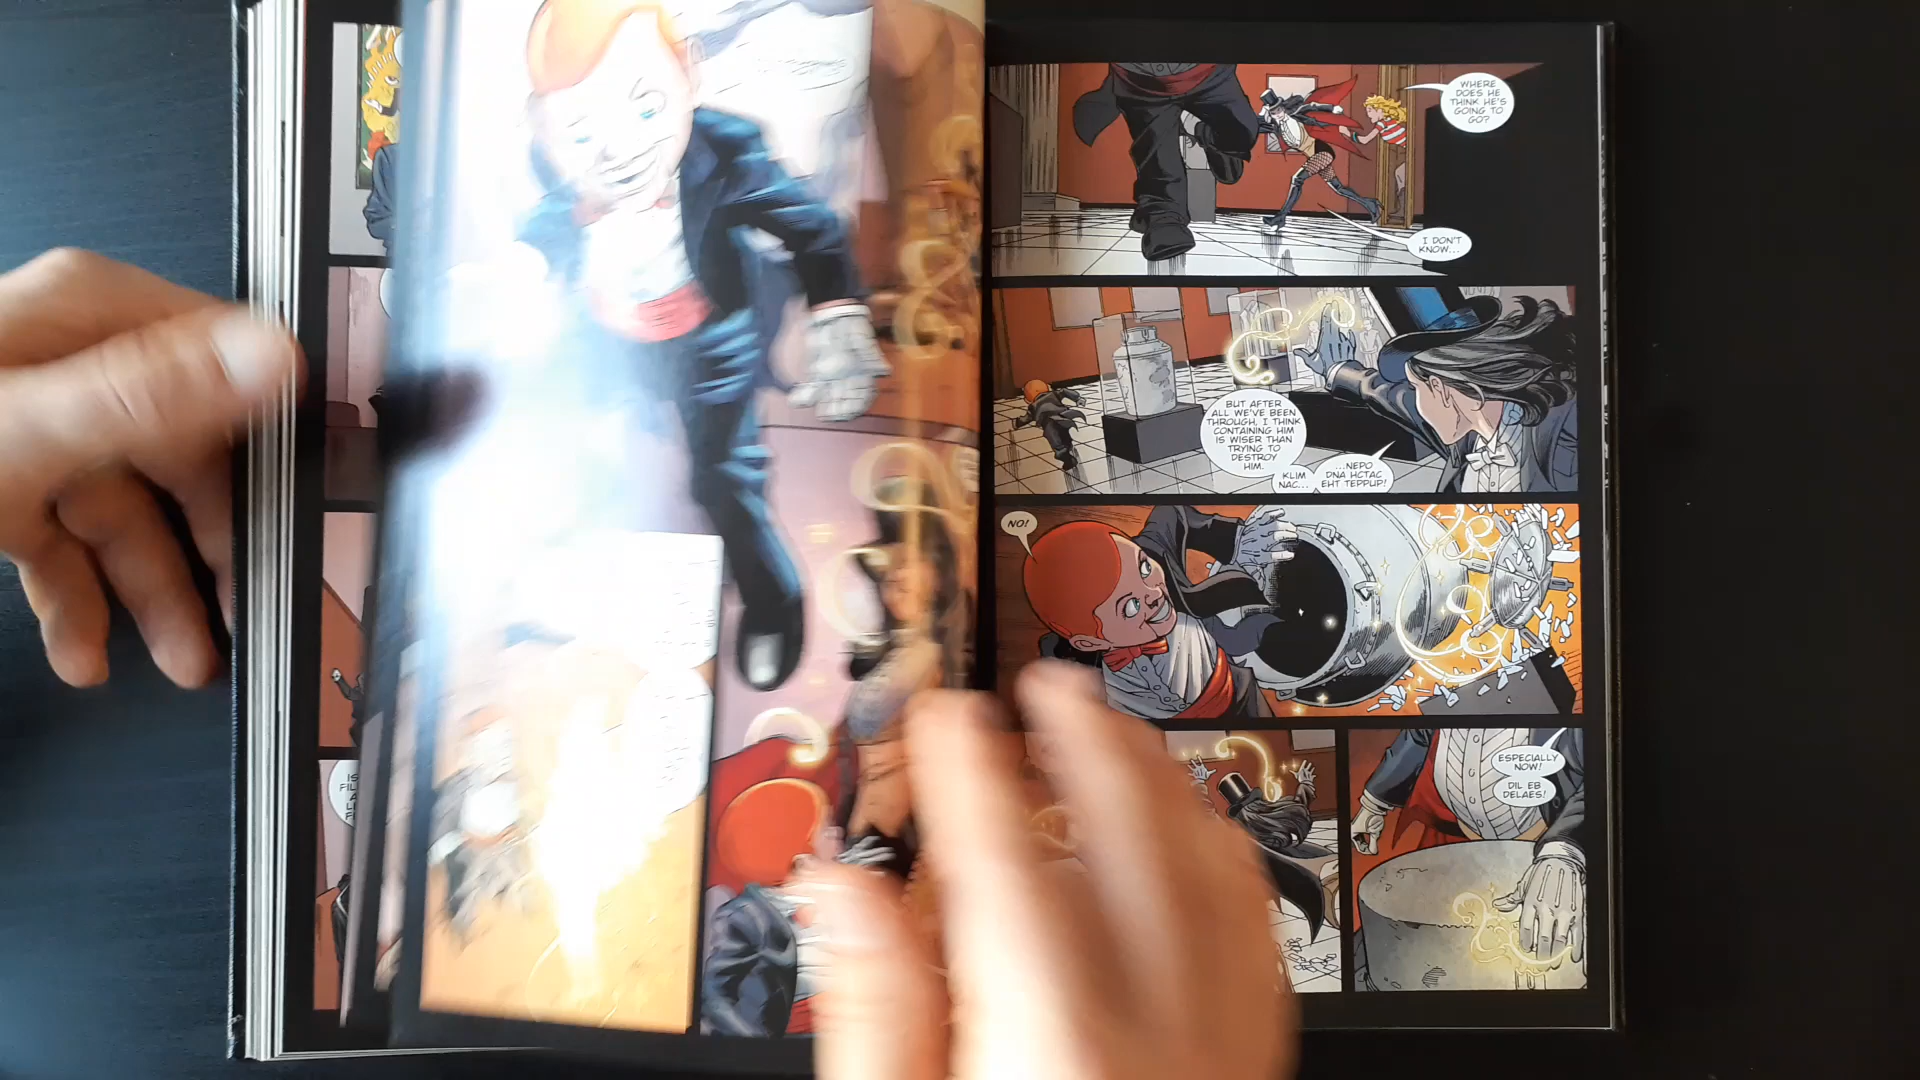 WHERE
DOES HE
THINK HE'S
GOING TO
GO?
I DON'T
KNOW...
BUT AFTER
ALL WE'VE BEEN
THROUGH, I THINK
CONTAINING HIM
IS WISER THAN
TRYING TO
DESTROY
HIM.
KLIM
NAC...
...NEPO
DNA HCTAC
EHT TEPPUP!
NO!
ESPECIALLY
NOW!
DIL EB
DELAES!